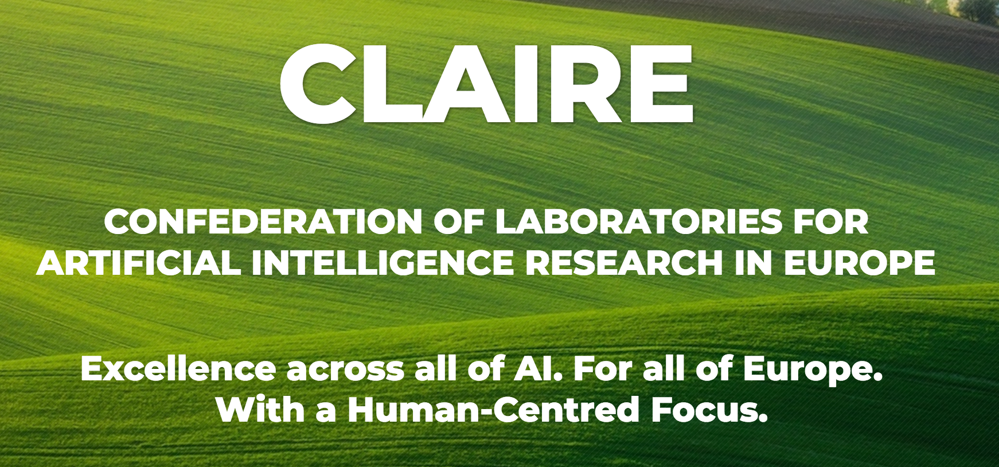 CLAIRE
CONFEDERATION OF LABORATORIES FOR
ARTIFICIAL INTELLIGENCE RESEARCH IN EUROPE
Excellence across all of AI. For all of Europe.
With a Human-Centred Focus.